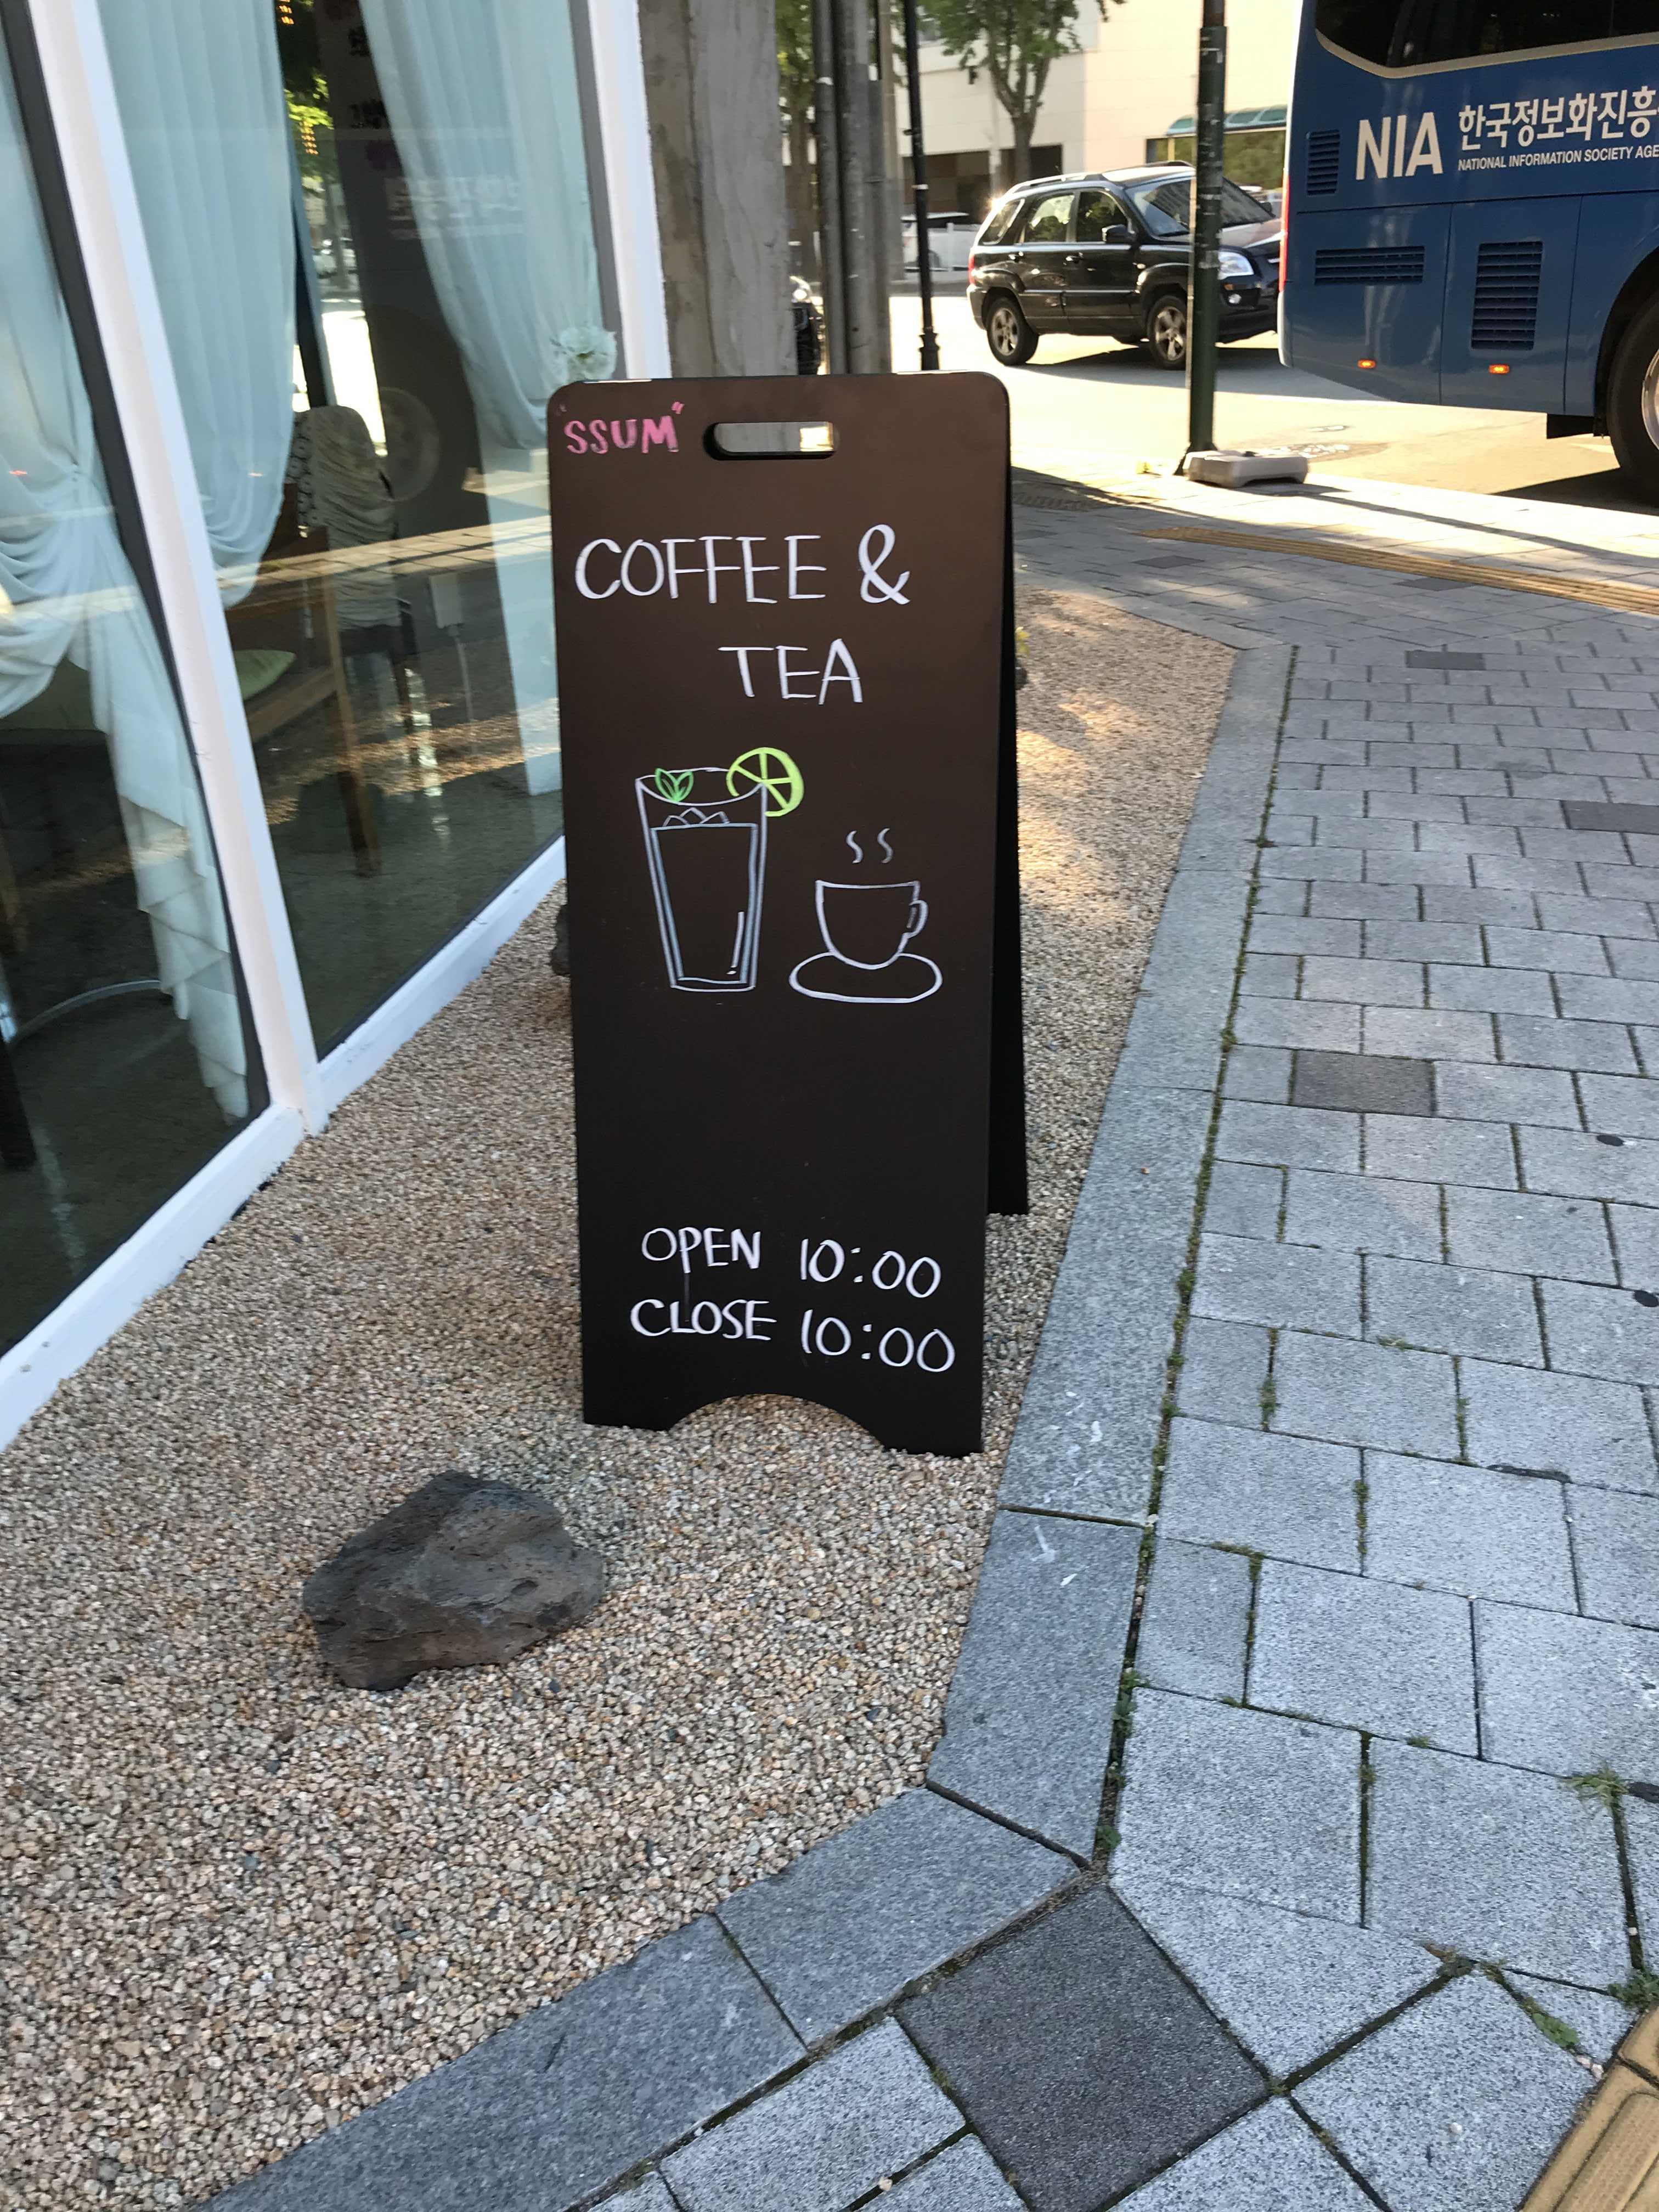 "SSUM"
COFFEE &
TEA
OPEN 10:00
CLOSE 10:00
NIA 한국정보화진흥
NATIONAL INFORMATION SOCIETY AGE